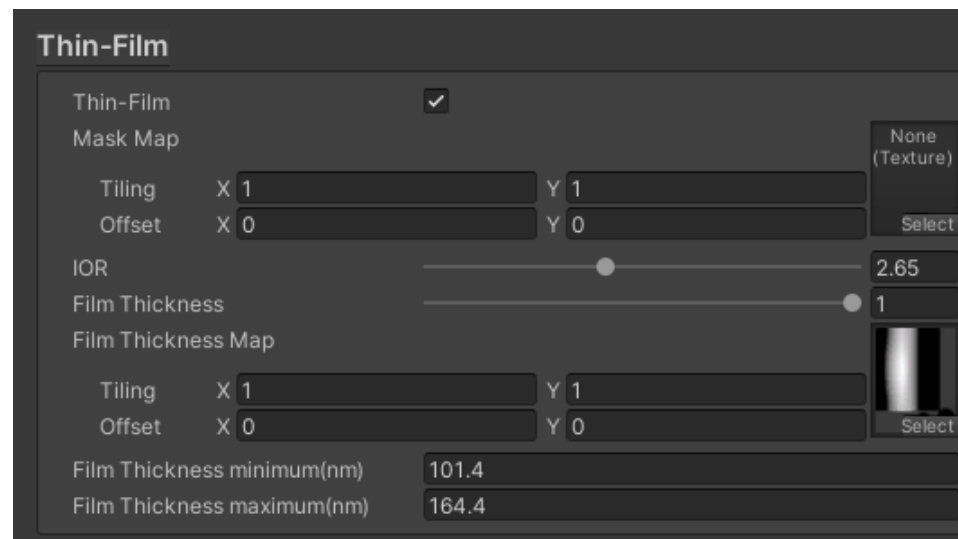 Thin-Film
Thin-Film
Mask Map
None
(Texture)
Tiling X 1 Y 1
Offset X 0 Y 0
Select
IOR 2.65
Film Thickness 1
Film Thickness Map
Tiling X 1 Y 1
Offset X 0 Y 0
Select
Film Thickness minimum(nm) 101.4
Film Thickness maximum(nm) 164.4